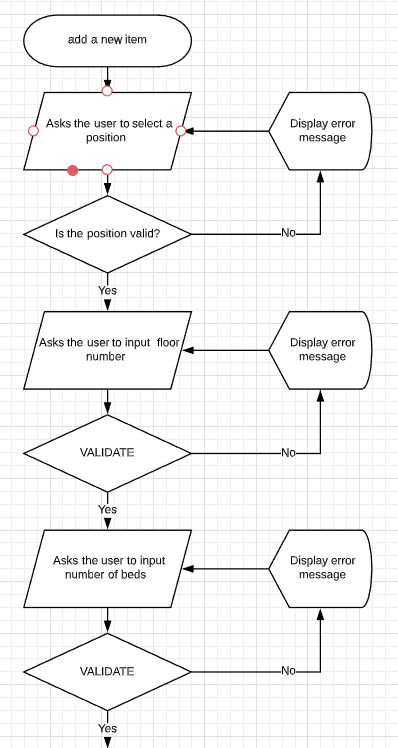 add a new item
Asks the user to select a
position
Display error
message
Is the position valid?
No
Yes
Asks the user to input floor
number
Display error
message
VALIDATE
No
Yes
Asks the user to input
number of beds
Display error
message
VALIDATE
No
Yes